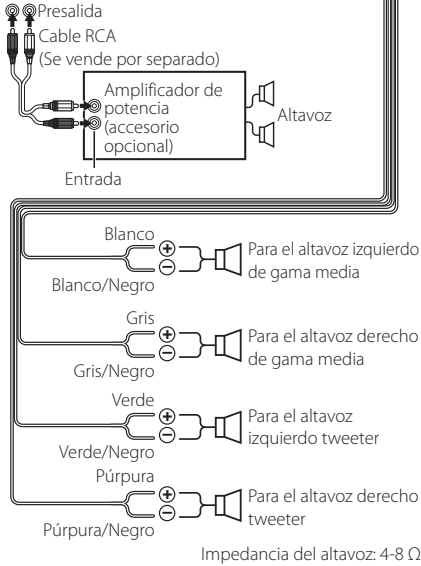 Presalida
Cable RCA
(Se vende por separado)
Amplificador de
potencia
(accesorio
opcional)
Altavoz
Entrada
Blanco
Blanco/Negro
Para el altavoz izquierdo
de gama media
Gris
Gris/Negro
Para el altavoz derecho
de gama media
Verde
Verde/Negro
Para el altavoz
izquierdo tweeter
Púrpura
Púrpura/Negro
Para el altavoz derecho
tweeter
Impedancia del altavoz: 4-8 Ω